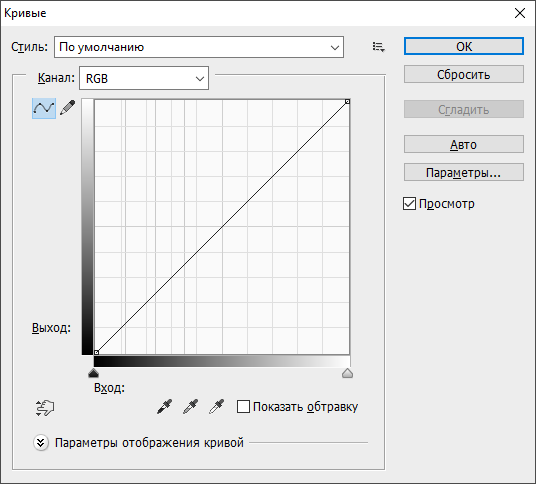 Кривые
Стиль: По умолчанию
OK
Канал: RGB
Сбросить
Сгладить
Авто
Параметры...
Просмотр
Выход:
Вход:
Показать обтравку
Параметры отображения кривой